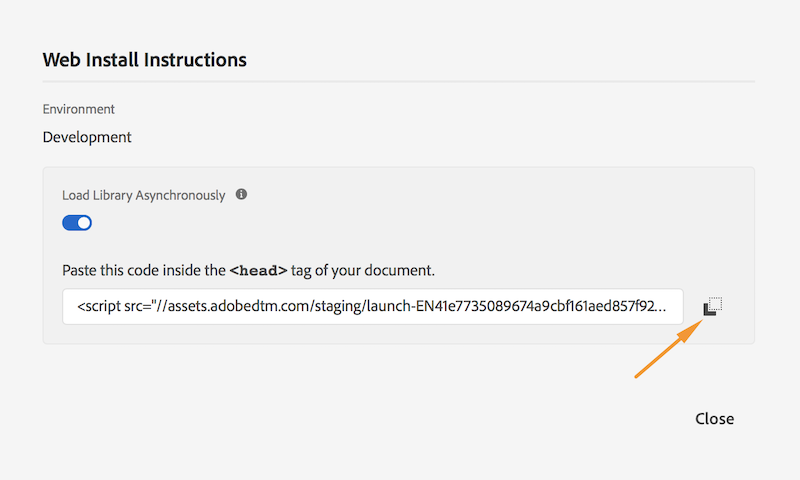 Web Install Instructions
Environment
Development
Load Library Asynchronously
Paste this code inside the <head> tag of your document.
<script src="//assets.adobedtm.com/staging/launch-EN41e7735089674a9cbf161aed857f92...
Close